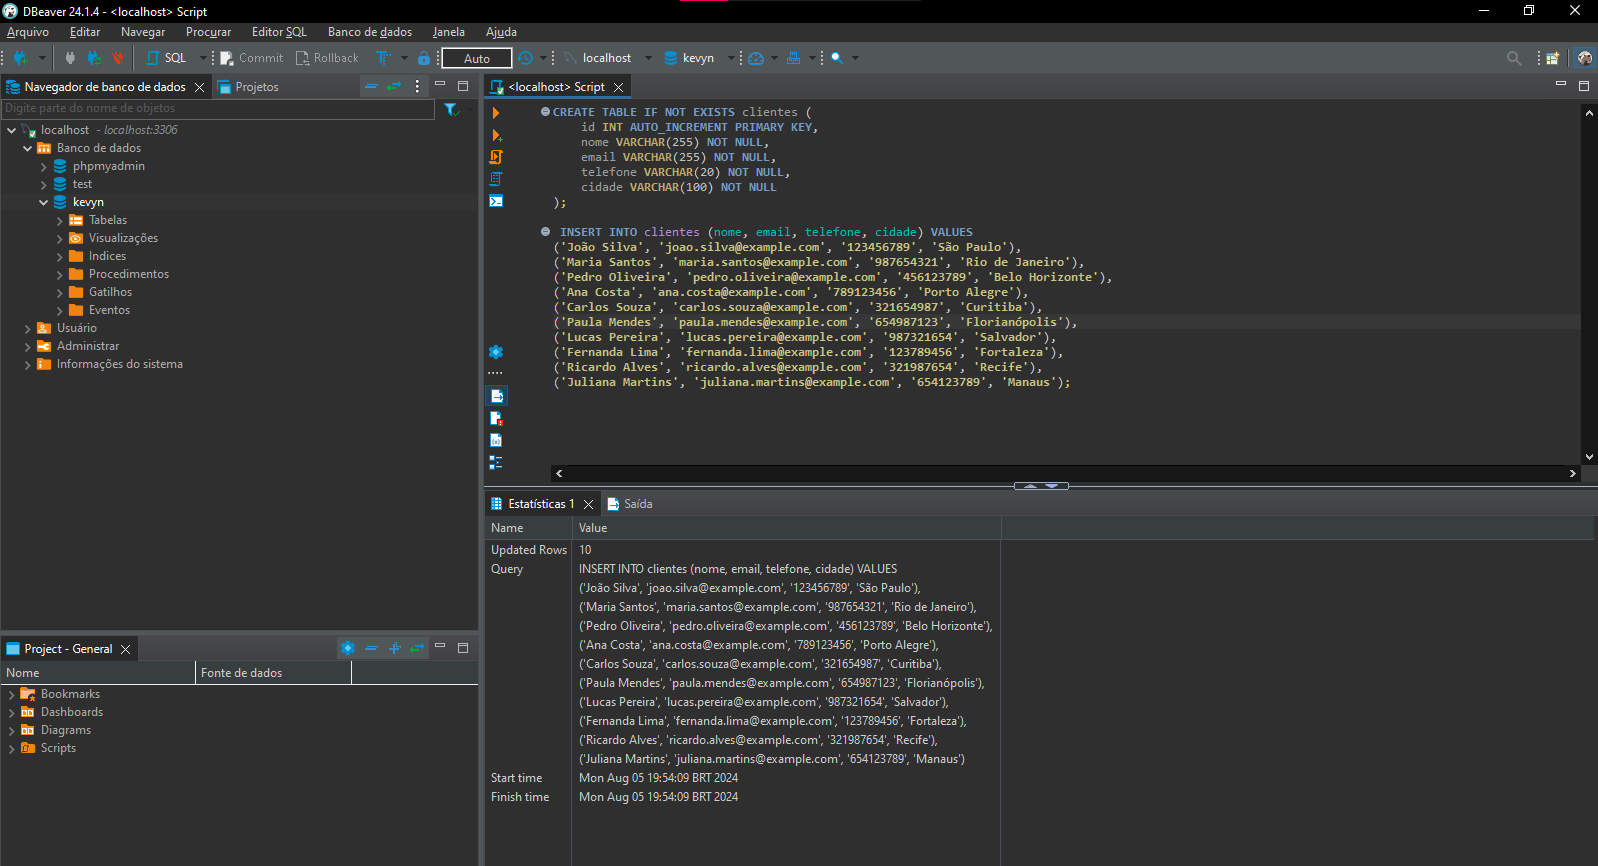 DBeaver 24.1.4 - <localhost> Script
Arquivo Editar Navegar Procurar Editor SQL Banco de dados Janela Ajuda
SQL Commit Rollback Auto localhost kevyn
Navegador de banco de dados Projetos
Digite parte do nome de objetos
localhost - localhost:3306
Banco de dados
phpmyadmin
test
kevyn
Tabelas
Visualizações
Indices
Procedimentos
Gatilhos
Eventos
Usuário
Administrar
Informações do sistema
Project - General
Nome Fonte de dados
Bookmarks
Dashboards
Diagrams
Scripts
<localhost> Script
CREATE TABLE IF NOT EXISTS clientes (
id INT AUTO_INCREMENT PRIMARY KEY,
nome VARCHAR(255) NOT NULL,
email VARCHAR(255) NOT NULL,
telefone VARCHAR(20) NOT NULL,
cidade VARCHAR(100) NOT NULL
);
INSERT INTO clientes (nome, email, telefone, cidade) VALUES
('João Silva', 'joao.silva@example.com', '123456789', 'São Paulo'),
('Maria Santos', 'maria.santos@example.com', '987654321', 'Rio de Janeiro'),
('Pedro Oliveira', 'pedro.oliveira@example.com', '456123789', 'Belo Horizonte'),
('Ana Costa', 'ana.costa@example.com', '789123456', 'Porto Alegre'),
('Carlos Souza', 'carlos.souza@example.com', '321654987', 'Curitiba'),
('Paula Mendes', 'paula.mendes@example.com', '654987123', 'Florianópolis'),
('Lucas Pereira', 'lucas.pereira@example.com', '987321654', 'Salvador'),
('Fernanda Lima', 'fernanda.lima@example.com', '123789456', 'Fortaleza'),
('Ricardo Alves', 'ricardo.alves@example.com', '321987654', 'Recife'),
('Juliana Martins', 'juliana.martins@example.com', '654123789', 'Manaus');
Estatísticas 1 Saída
Name Value
Updated Rows 10
Query INSERT INTO clientes (nome, email, telefone, cidade) VALUES
('João Silva', 'joao.silva@example.com', '123456789', 'São Paulo'),
('Maria Santos', 'maria.santos@example.com', '987654321', 'Rio de Janeiro'),
('Pedro Oliveira', 'pedro.oliveira@example.com', '456123789', 'Belo Horizonte'),
('Ana Costa', 'ana.costa@example.com', '789123456', 'Porto Alegre'),
('Carlos Souza', 'carlos.souza@example.com', '321654987', 'Curitiba'),
('Paula Mendes', 'paula.mendes@example.com', '654987123', 'Florianópolis'),
('Lucas Pereira', 'lucas.pereira@example.com', '987321654', 'Salvador'),
('Fernanda Lima', 'fernanda.lima@example.com', '123789456', 'Fortaleza'),
('Ricardo Alves', 'ricardo.alves@example.com', '321987654', 'Recife'),
('Juliana Martins', 'juliana.martins@example.com', '654123789', 'Manaus')
Start time Mon Aug 05 19:54:09 BRT 2024
Finish time Mon Aug 05 19:54:09 BRT 2024